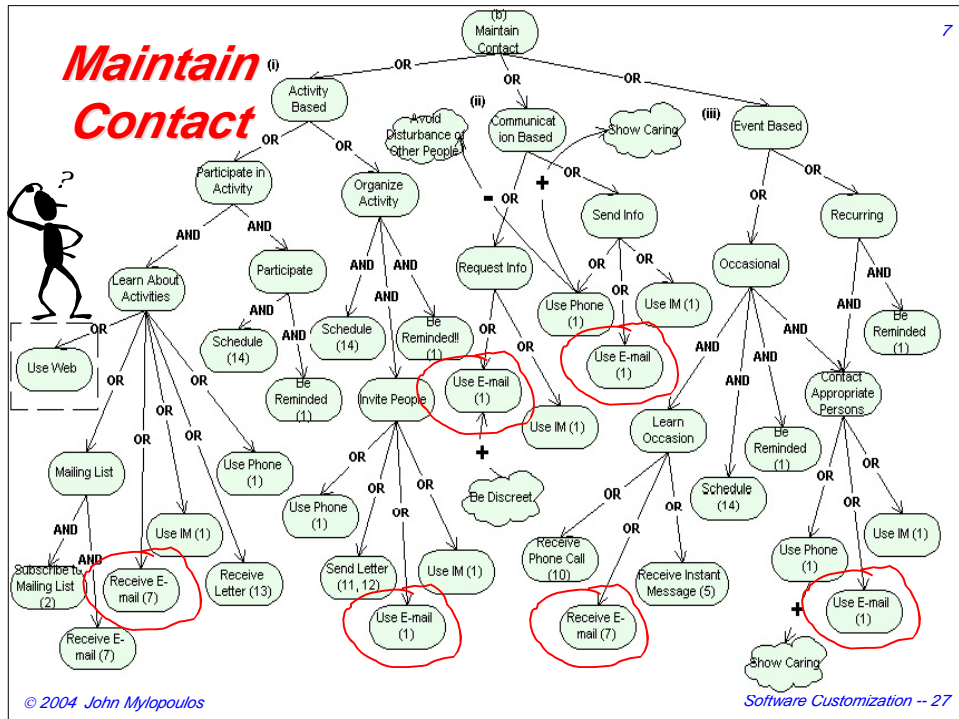 7
Maintain
Contact
(b)
Maintain
Contact
OR
OR
OR
(i)
Activity
Based
(ii)
Communicat
ion Based
(iii)
Event Based
Avoid
Disturbance of
Other People
Show Caring
OR
OR
Participate in
Activity
Organize
Activity
-
+
OR
OR
Request Info
Send Info
OR
OR
Occasional
Recurring
?
AND
AND
Learn About
Activities
Participate
AND
AND
AND
Schedule
(14)
Be
Reminded!!
(1)
Invite People
AND
AND
Schedule
(14)
Be
Reminded
(1)
OR
OR
Use E-mail
(1)
Use IM (1)
+
Be Discreet
OR
OR
OR
Use Phone
(1)
Use E-mail
(1)
Use IM (1)
AND
AND
AND
AND
Be
Reminded
(1)
AND
Learn
Occasion
Schedule
(14)
Be
Reminded
(1)
Contact
Appropriate
Persons
OR
OR
OR
OR
OR
OR
Use Web
Mailing List
Use Phone
(1)
Use IM (1)
Receive
Letter (13)
Receive E-
mail (7)
AND
AND
Subscribe to
Mailing List
(2)
Receive E-
mail (7)
OR
OR
OR
OR
Use Phone
(1)
Send Letter
(11, 12)
Use E-mail
(1)
Use IM (1)
OR
OR
OR
Receive
Phone Call
(10)
Receive E-
mail (7)
Receive Instant
Message (5)
OR
OR
OR
Use Phone
(1)
Use E-mail
(1)
Use IM (1)
+
Show Caring
© 2004 John Mylopoulos
Software Customization -- 27